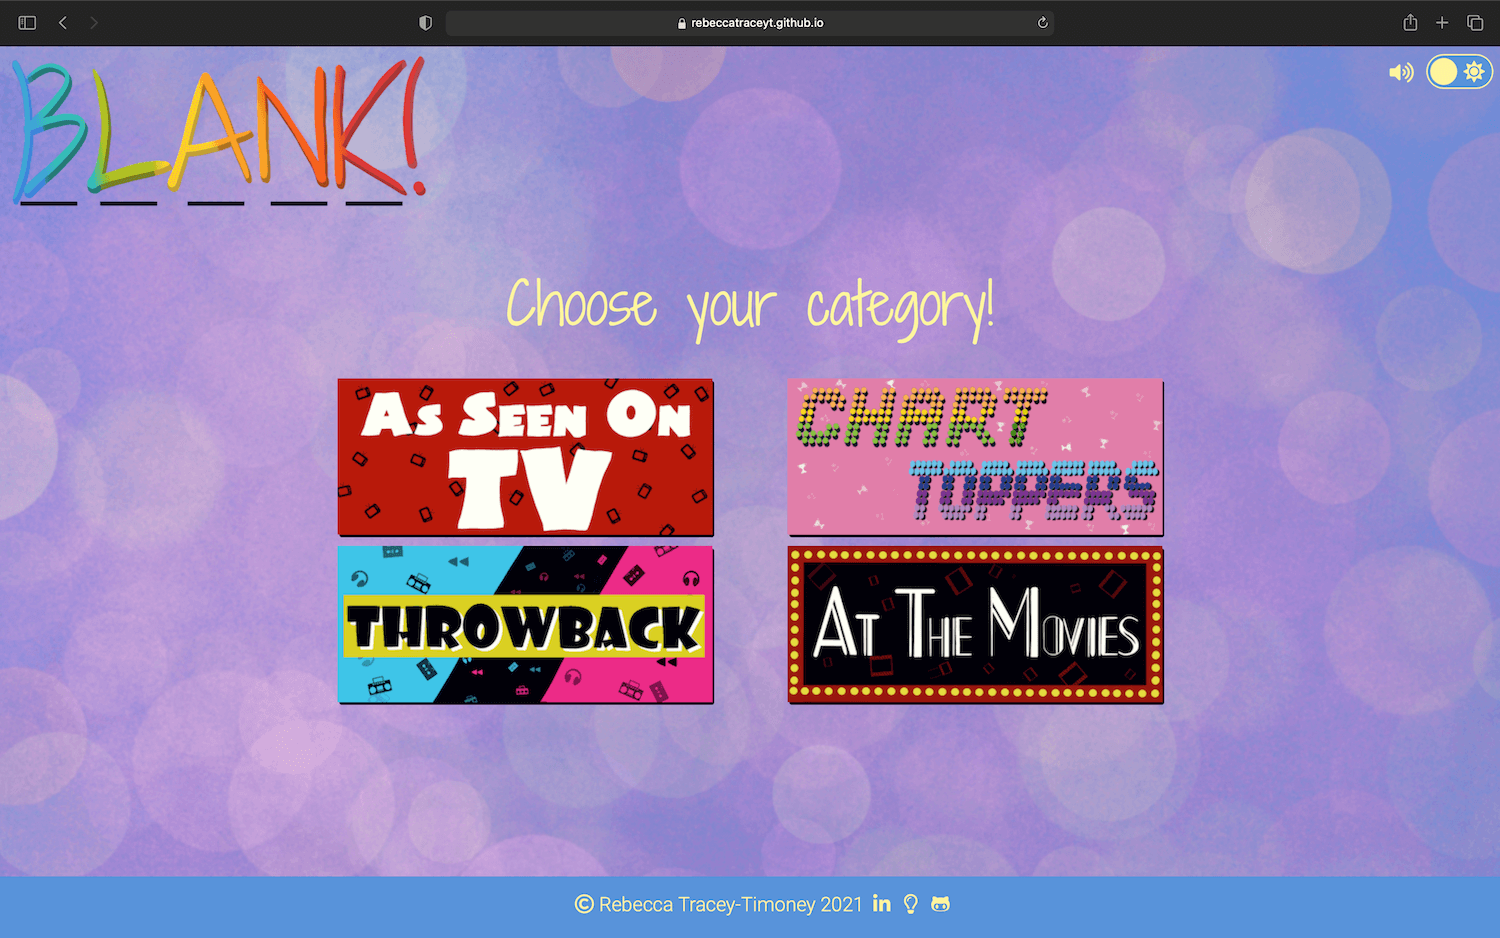 rebeccatraceyt.github.io
BLANK!
Choose your category!
As Seen On
TV
CHART
TOPPERS
THROWBACK
At The Movies
© Rebecca Tracey-Timoney 2021 in